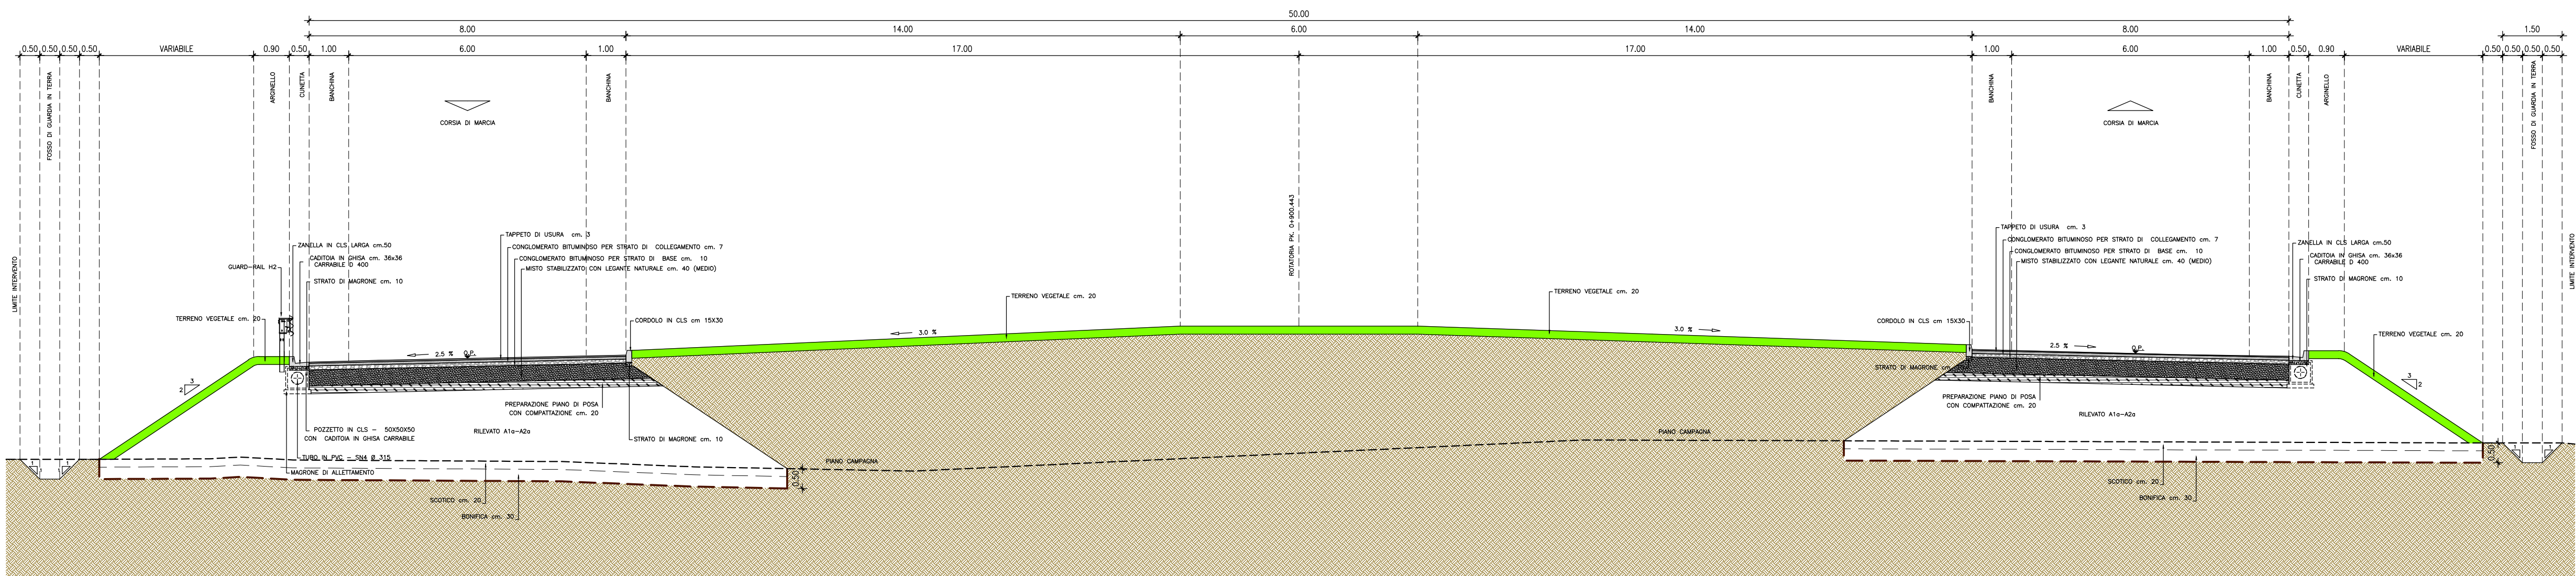 50.00
8.00
14.00
6.00
14.00
8.00
1.50
0.50
0.50
0.50
0.50
VARIABILE
0.90
0.50
1.00
6.00
1.00
17.00
17.00
1.00
6.00
1.00
0.50
0.90
VARIABILE
0.50
0.50
0.50
0.50
LIMITE INTERVENTO
FOSSO DI GUARDIA IN TERRA
ARGINELLO
CUNETTA
BANCHINA
CORSIA DI MARCIA
BANCHINA
ROTATORIA PK. 0+900.443
BANCHINA
CORSIA DI MARCIA
BANCHINA
CUNETTA
ARGINELLO
FOSSO DI GUARDIA IN TERRA
LIMITE INTERVENTO
ZANELLA IN CLS LARGA cm.50
CADITOIA IN GHISA cm. 36x36
CARRABILE D 400
GUARD-RAIL H2
STRATO DI MAGRONE cm. 10
TERRENO VEGETALE cm. 20
TAPPETO DI USURA cm. 3
CONGLOMERATO BITUMINOSO PER STRATO DI COLLEGAMENTO cm. 7
CONGLOMERATO BITUMINOSO PER STRATO DI BASE cm. 10
MISTO STABILIZZATO CON LEGANTE NATURALE cm. 40 (MEDIO)
CORDOLO IN CLS cm 15X30
2.5 %
Q.P.
3
2
3.0 %
TERRENO VEGETALE cm. 20
PREPARAZIONE PIANO DI POSA
CON COMPATTAZIONE cm. 20
POZZETTO IN CLS - 50X50X50
CON CADITOIA IN GHISA CARRABILE
RILEVATO A1a-A2a
STRATO DI MAGRONE cm. 10
TUBO IN PVC - SN4 Ø 315
MAGRONE DI ALLETTAMENTO
SCOTICO cm. 20
BONIFICA cm. 30
0.50
PIANO CAMPAGNA
TERRENO VEGETALE cm. 20
3.0 %
PIANO CAMPAGNA
TAPPETO DI USURA cm. 3
CONGLOMERATO BITUMINOSO PER STRATO DI COLLEGAMENTO cm. 7
CONGLOMERATO BITUMINOSO PER STRATO DI BASE cm. 10
MISTO STABILIZZATO CON LEGANTE NATURALE cm. 40 (MEDIO)
CORDOLO IN CLS cm 15X30
2.5 %
Q.P.
STRATO DI MAGRONE cm.
PREPARAZIONE PIANO DI POSA
CON COMPATTAZIONE cm. 20
RILEVATO A1a-A2a
ZANELLA IN CLS LARGA cm.50
CADITOIA IN GHISA cm. 36x36
CARRABILE D 400
STRATO DI MAGRONE cm. 10
TERRENO VEGETALE cm. 20
3
2
SCOTICO cm. 20
BONIFICA cm. 30
0.50